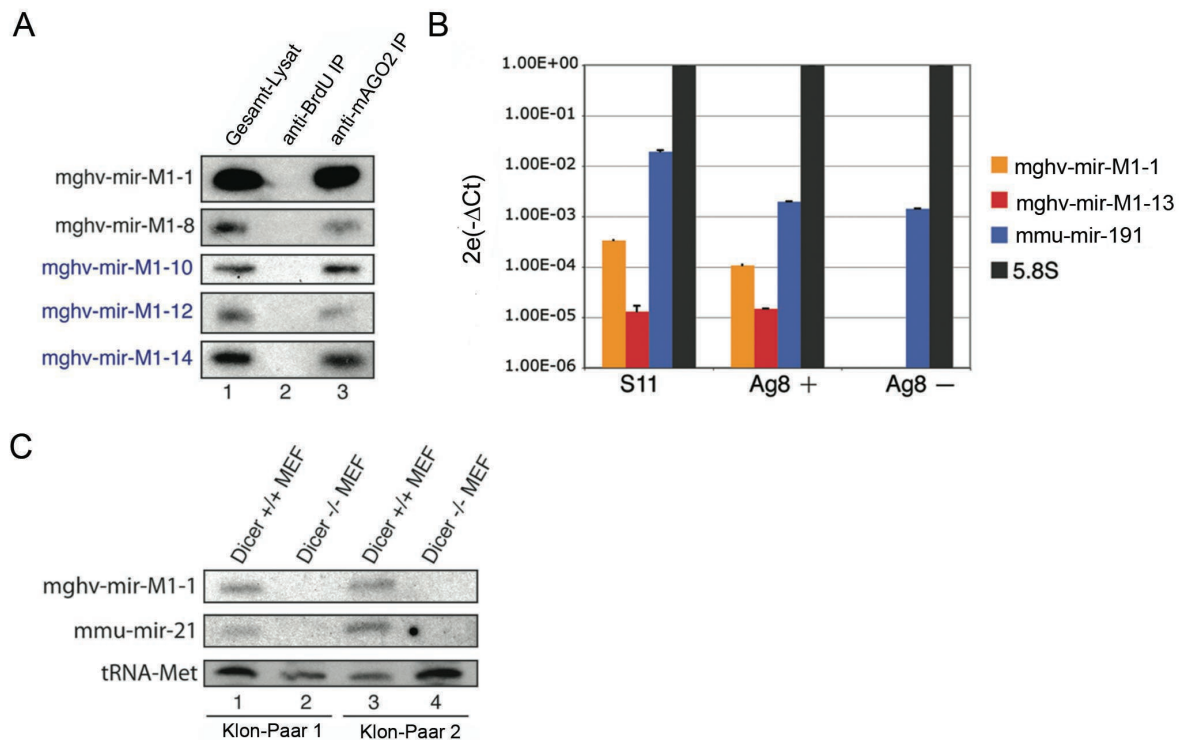 A
Gesamt-Lysat
anti-BrdU IP
anti-mAGO2 IP
mghv-mir-M1-1
mghv-mir-M1-8
mghv-mir-M1-10
mghv-mir-M1-12
mghv-mir-M1-14
1 2 3
B
2e(-ΔCt)
1.00E+00
1.00E-01
1.00E-02
1.00E-03
1.00E-04
1.00E-05
1.00E-06
S11 Ag8 + Ag8 −
mghv-mir-M1-1
mghv-mir-M1-13
mmu-mir-191
5.8S
C
Dicer +/+ MEF
Dicer -/- MEF
Dicer +/+ MEF
Dicer -/- MEF
mghv-mir-M1-1
mmu-mir-21
tRNA-Met
1 2 3 4
Klon-Paar 1 Klon-Paar 2